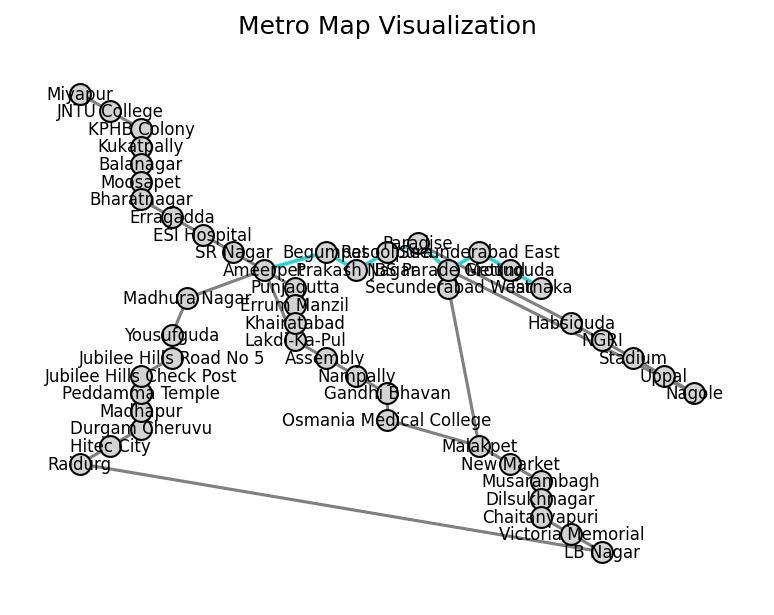 Metro Map Visualization
Miyapur
JNTU College
KPHB Colony
Kukatpally
Balanagar
Moosapet
Bharatnagar
Erragadda
ESI Hospital
SR Nagar
Ameerpet
Begumpet
Prakash Nagar
Rasoolpura
Paradise
Parade Ground
Secunderabad East
Mettuguda
Secunderabad West
Tarnaka
Habsiguda
NGRI
Stadium
Uppal
Nagole
Madhura Nagar
Yousufguda
Jubilee Hills Road No 5
Jubilee Hills Check Post
Peddamma Temple
Madhapur
Durgam Cheruvu
Hitec City
Raidurg
Punjagutta
Errum Manzil
Khairatabad
Lakdi-Ka-Pul
Assembly
Nampally
Gandhi Bhavan
Osmania Medical College
Malakpet
New Market
Musarambagh
Dilsukhnagar
Chaitanyapuri
Victoria Memorial
LB Nagar